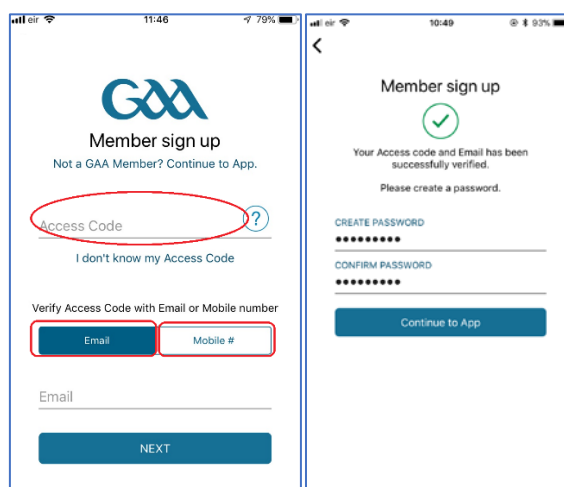 eir 11:46 79%
GAA
Member sign up
Not a GAA Member? Continue to App.
Access Code ?
I don't know my Access Code
Verify Access Code with Email or Mobile number
Email Mobile #
Email
NEXT
eir 10:49 93%
Member sign up
Your Access code and Email has been
successfully verified.
Please create a password.
CREATE PASSWORD
•••••••••
CONFIRM PASSWORD
•••••••••
Continue to App